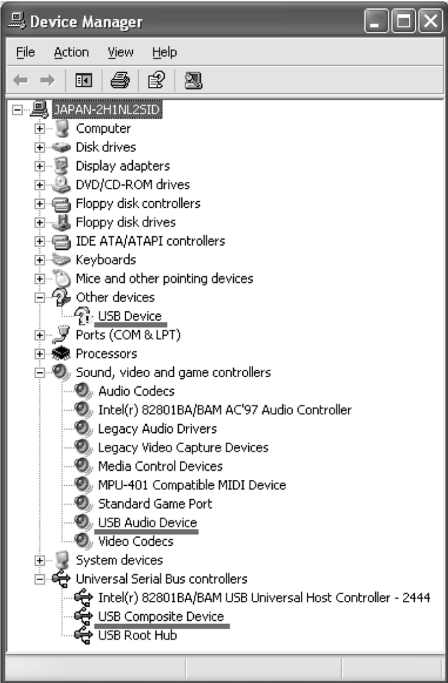 Device Manager
File Action View Help
JAPAN-2H1NL2SID
Computer
Disk drives
Display adapters
DVD/CD-ROM drives
Floppy disk controllers
Floppy disk drives
IDE ATA/ATAPI controllers
Keyboards
Mice and other pointing devices
Other devices
USB Device
Ports (COM & LPT)
Processors
Sound, video and game controllers
Audio Codecs
Intel(r) 82801BA/BAM AC'97 Audio Controller
Legacy Audio Drivers
Legacy Video Capture Devices
Media Control Devices
MPU-401 Compatible MIDI Device
Standard Game Port
USB Audio Device
Video Codecs
System devices
Universal Serial Bus controllers
Intel(r) 82801BA/BAM USB Universal Host Controller - 2444
USB Composite Device
USB Root Hub